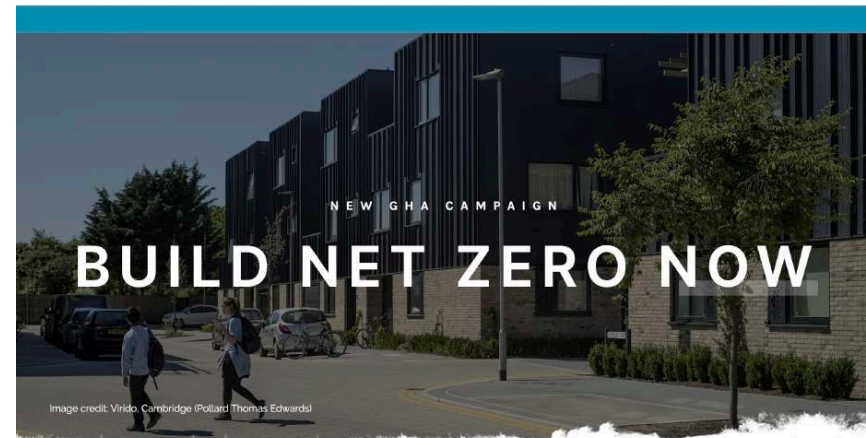 NEW GHA CAMPAIGN
BUILD NET ZERO NOW
Image credit: Virido, Cambridge (Pollard Thomas Edwards)